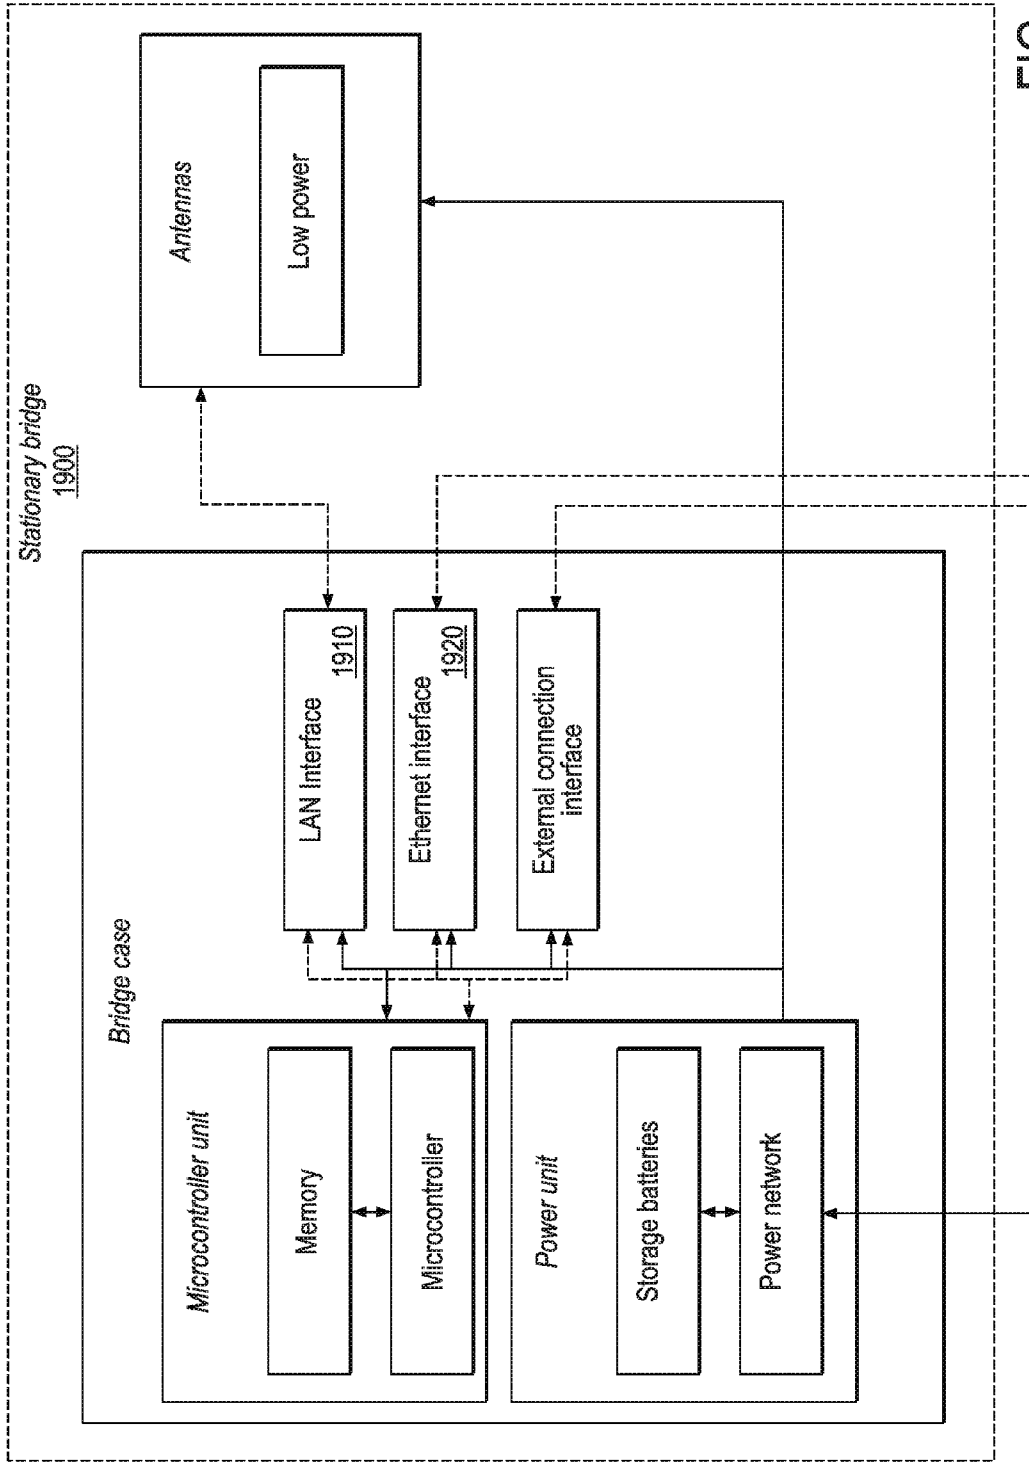 Stationary bridge
1900
Bridge case
Microcontroller unit
Memory
Microcontroller
Power unit
Storage batteries
Power network
LAN Interface
1910
Ethernet interface
1920
External connection
interface
Antennas
Low power